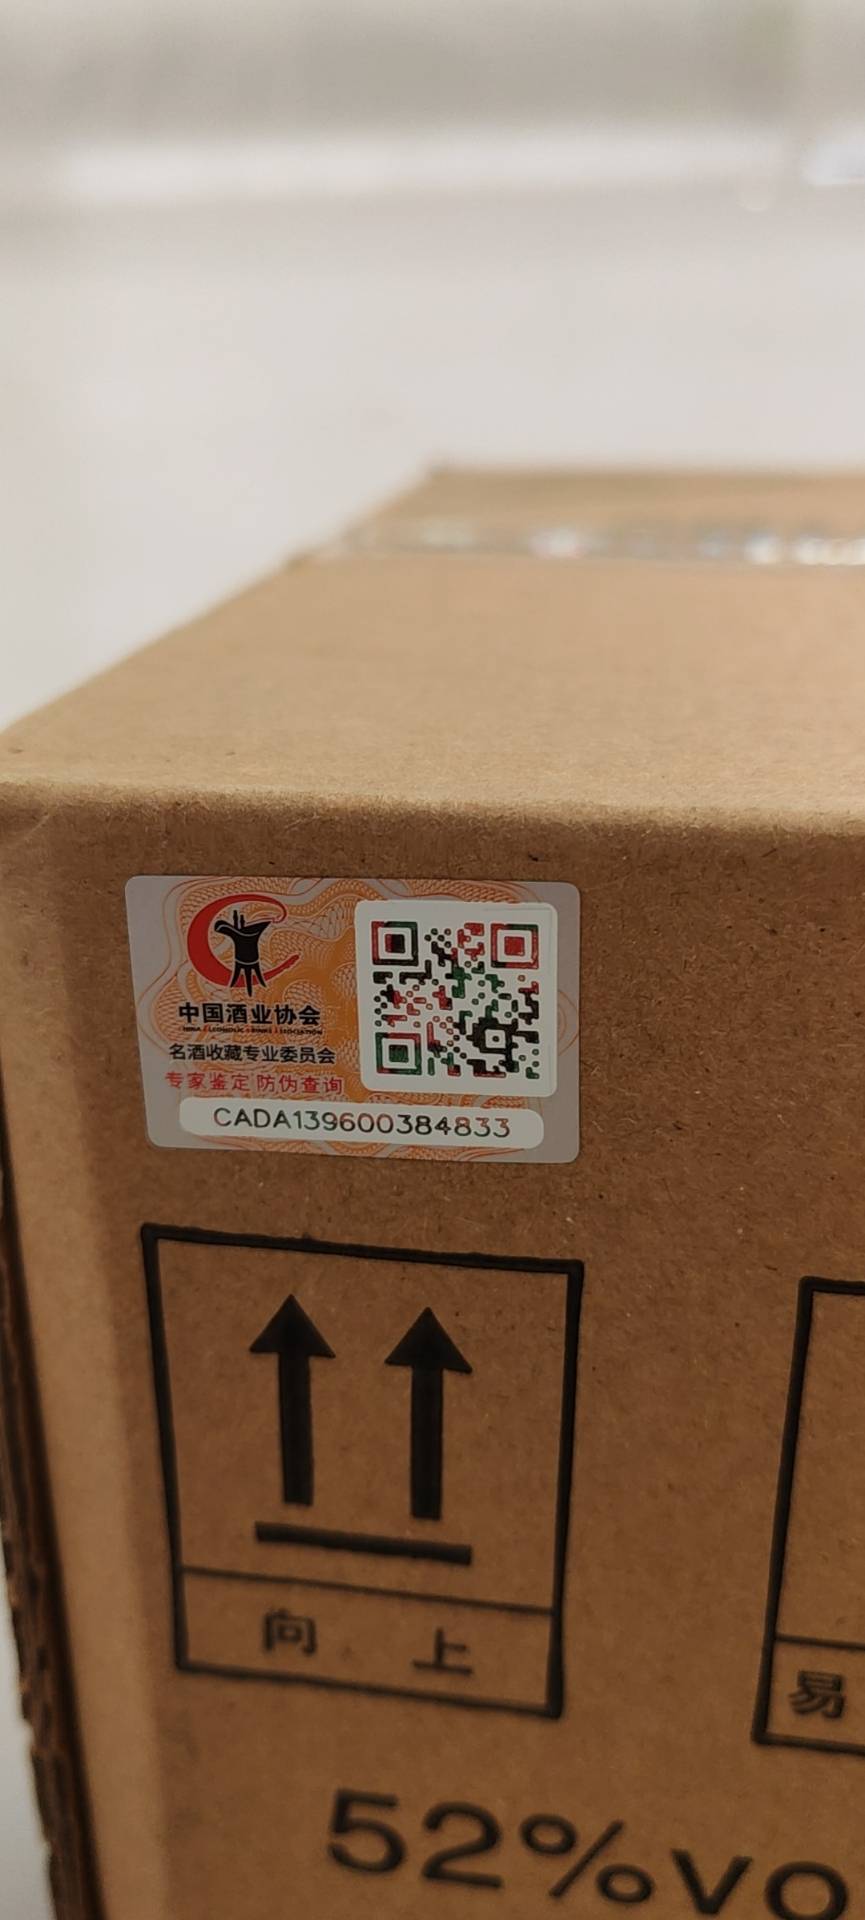 中国酒业协会
名酒收藏专业委员会
专家鉴定 防伪查询
CADA139600384833
向 上
易
52%vo